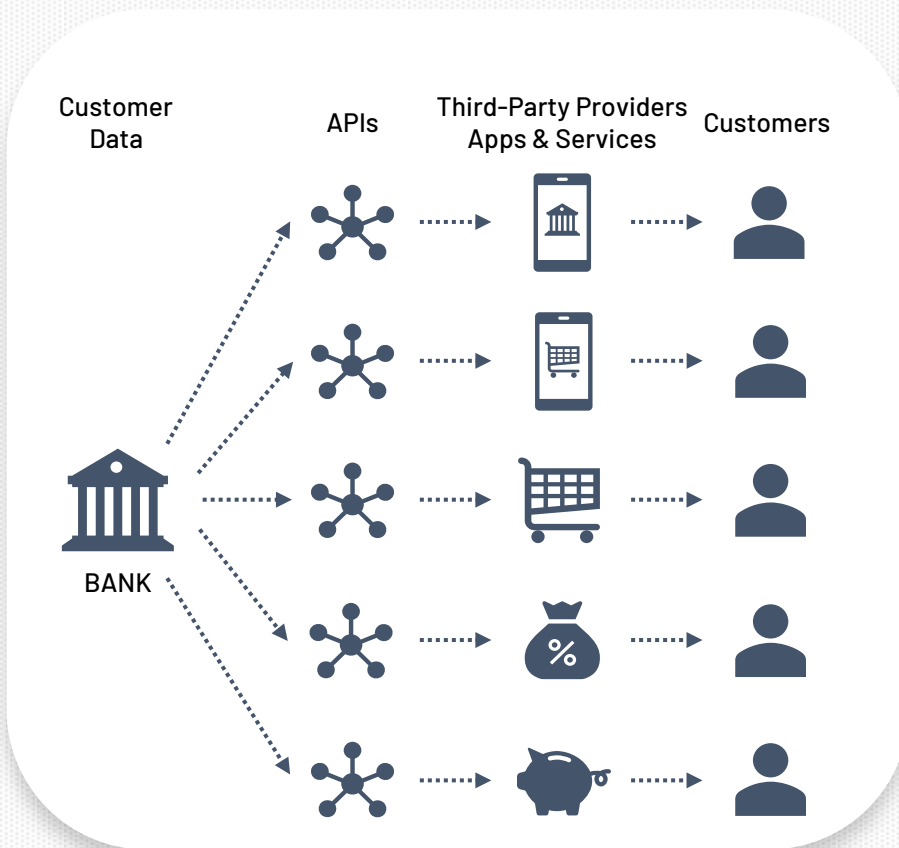 Customer
Data
APIs
Third-Party Providers
Apps & Services
Customers
BANK
%